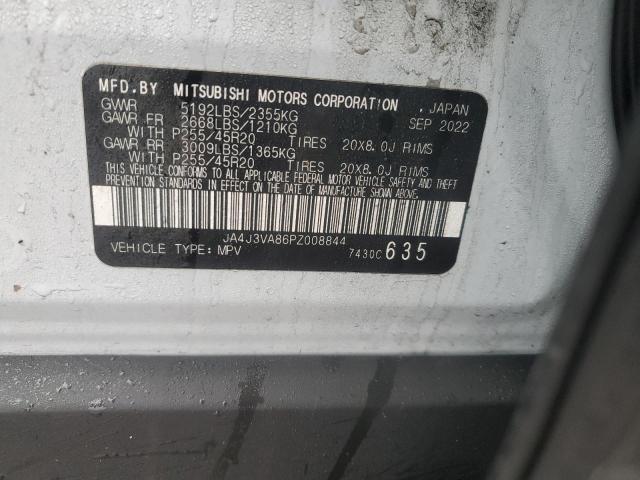 MFD.BY MITSUBISHI MOTORS CORPORATION , JAPAN
GVWR 5192LBS/2355KG SEP 2022
GAWR FR 2668LBS/1210KG
WITH P255/45R20 TIRES 20X8.0J RIMS
GAWR RR 3009LBS/1365KG
WITH P255/45R20 TIRES 20X8.0J RIMS
THIS VEHICLE CONFORMS TO ALL APPLICABLE FEDERAL MOTOR VEHICLE SAFETY AND THEFT
PREVENTION STANDARDS IN EFFECT ON THE DATE OF MANUFACTURE SHOWN ABOVE.
JA4J3VA86PZ008844
VEHICLE TYPE: MPV 7430C 635